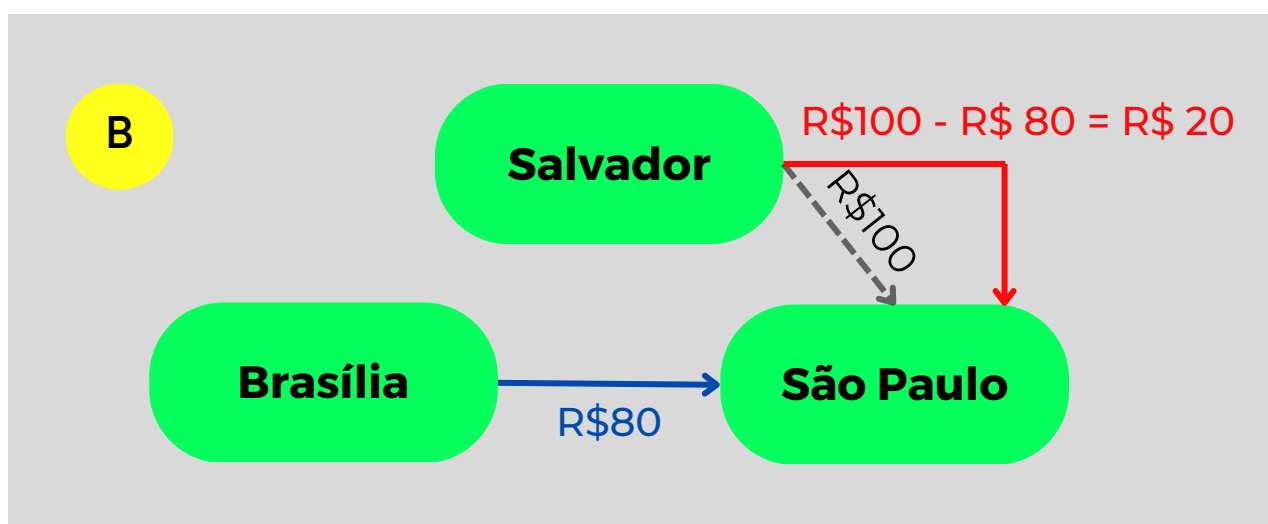 B
Salvador
R$100 - R$ 80 = R$ 20
R$100
Brasília
R$80
São Paulo